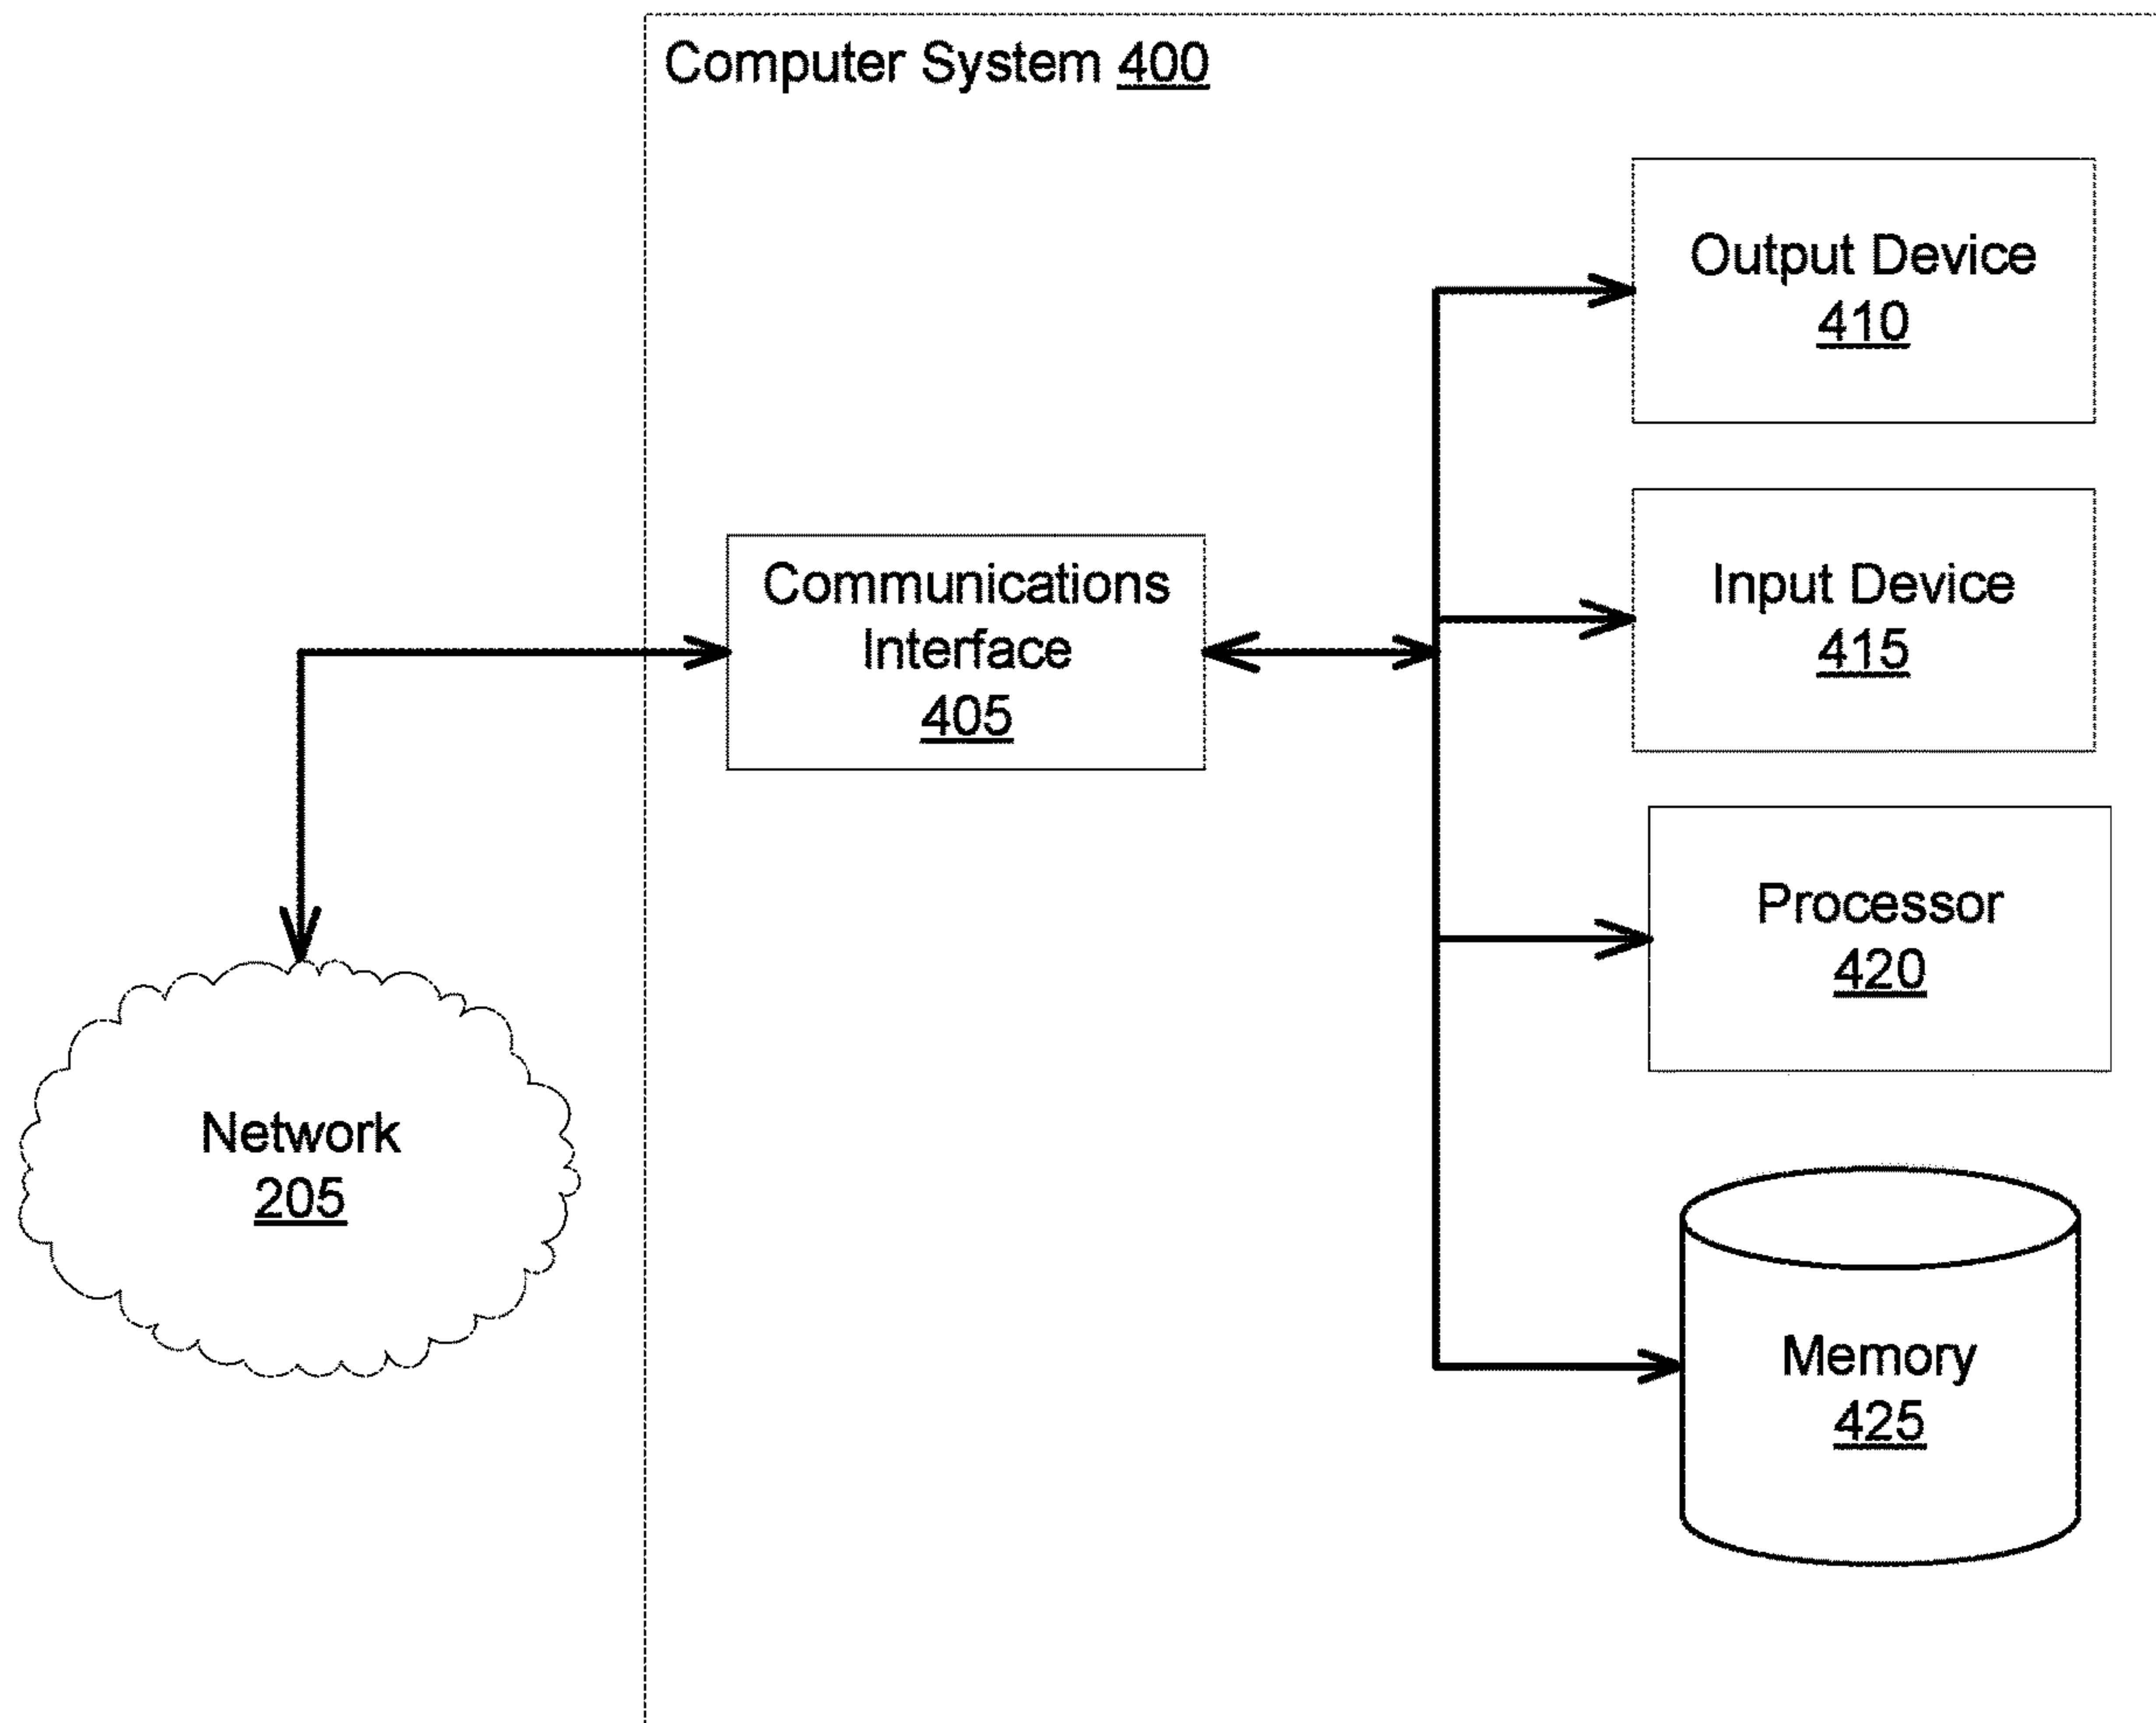 Computer System 400
Output Device
410
Input Device
415
Communications
Interface
405
Processor
420
Network
205
Memory
425